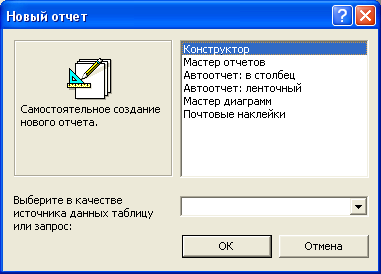 Новый отчет
Самостоятельное создание
нового отчета.
Конструктор
Мастер отчетов
Автоотчет: в столбец
Автоотчет: ленточный
Мастер диаграмм
Почтовые наклейки
Выберите в качестве
источника данных таблицу
или запрос:
ОК
Отмена